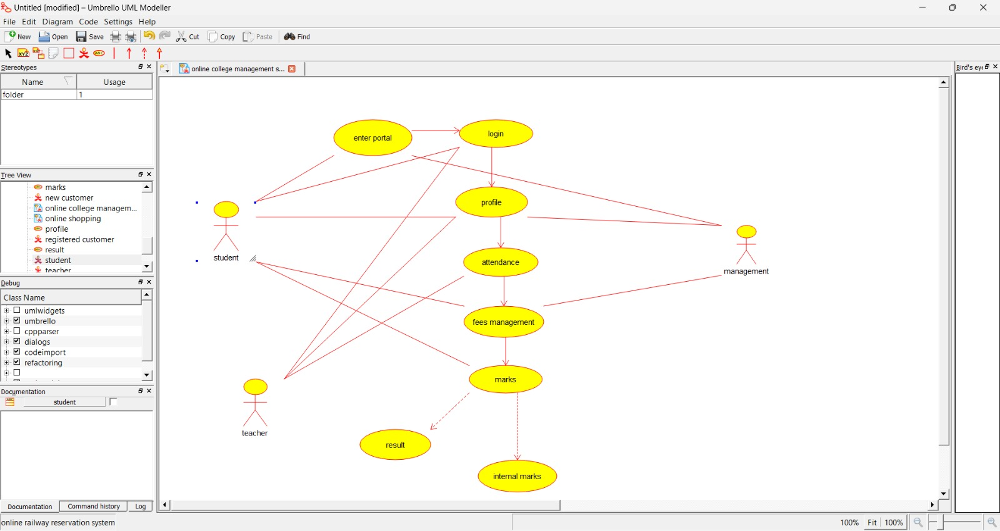 Untitled [modified] – Umbrello UML Modeller
File Edit Diagram Code Settings Help
New Open Save Cut Copy Paste Find
XYZ ABC
Stereotypes
Name Usage
folder 1
Tree View
marks
new customer
online college managem...
online shopping
profile
registered customer
result
student
teacher
Debug
Class Name
umlwidgets
umbrello
cppparser
dialogs
codeimport
refactoring
Documentation
student
Documentation Command history Log
online railway reservation system
online college management s...
enter portal
login
profile
student
attendance
management
fees management
marks
teacher
result
internal marks
Bird's eye
100% Fit 100%